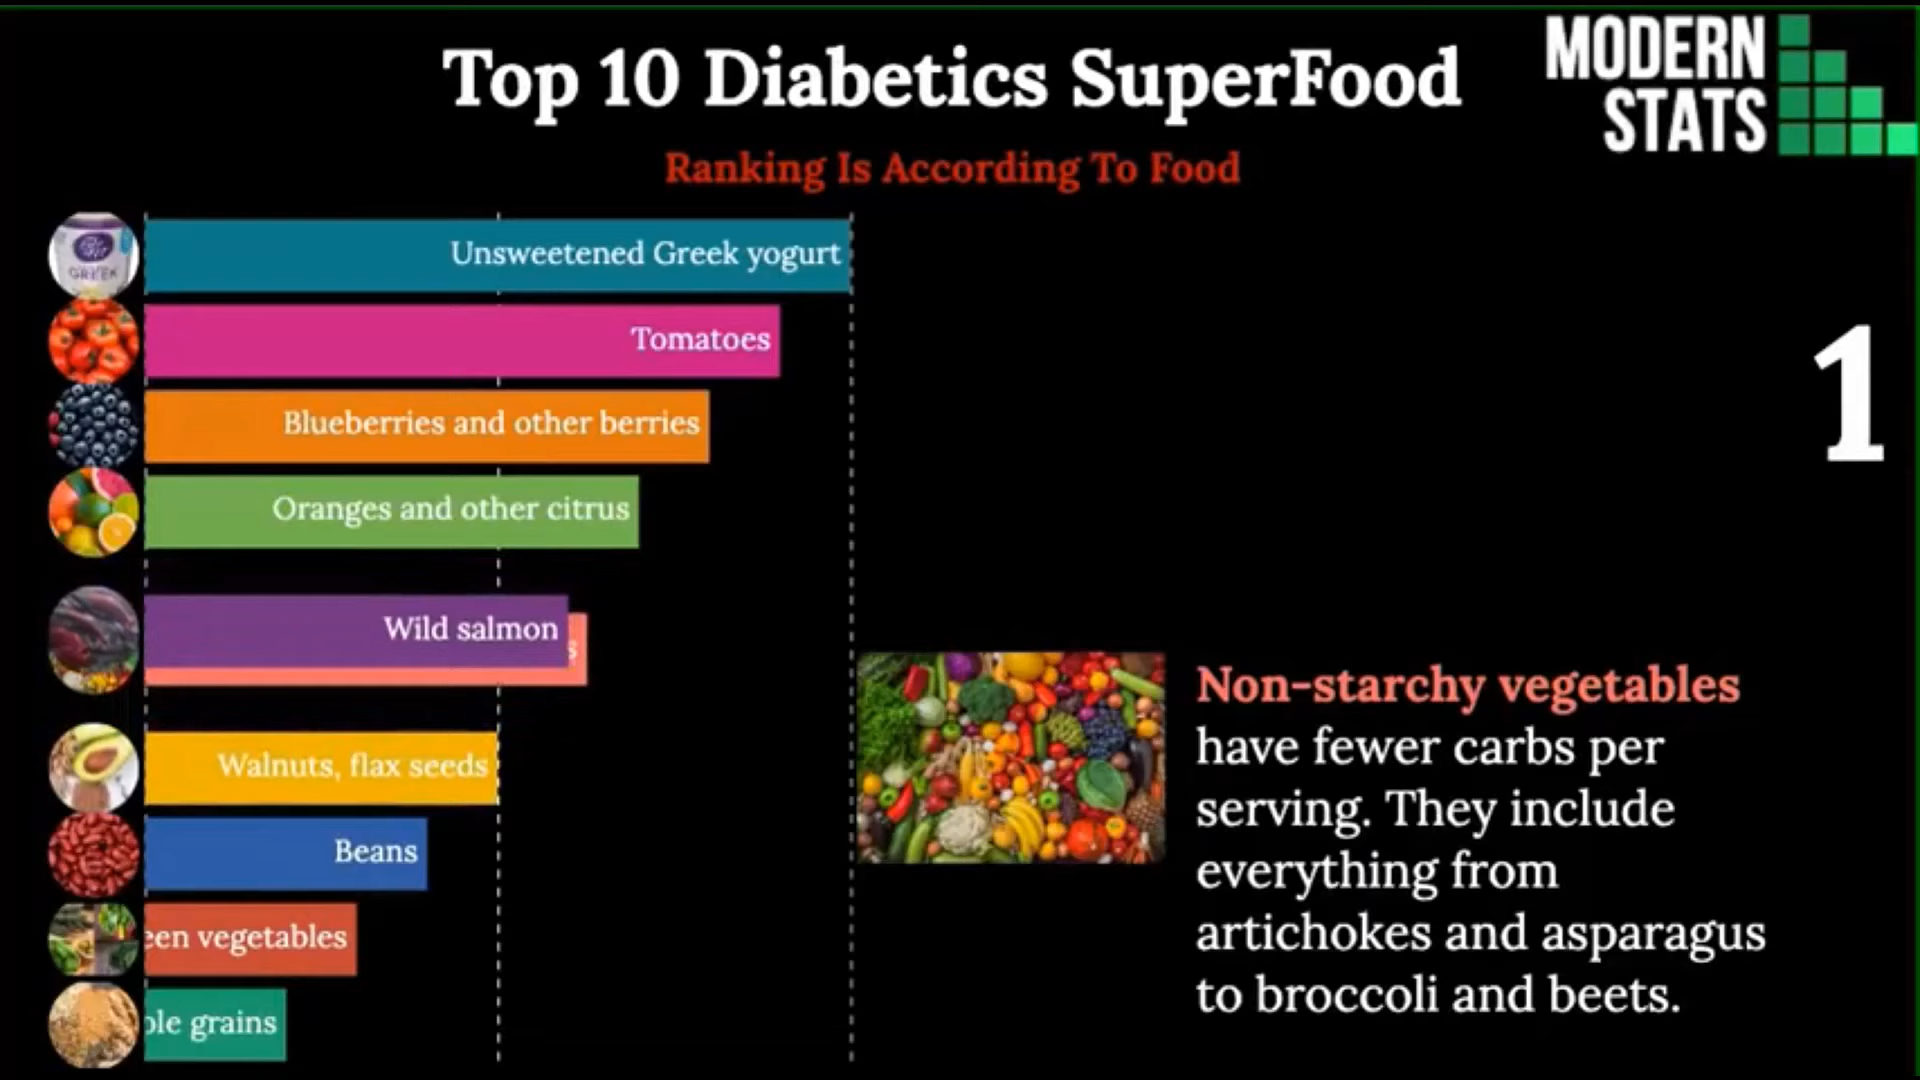 Top 10 Diabetics SuperFood
MODERN
STATS
Ranking Is According To Food
Unsweetened Greek yogurt
Tomatoes
Blueberries and other berries
Oranges and other citrus
Wild salmon
s
Walnuts, flax seeds
Beans
een vegetables
ole grains
GREEK
1
Non-starchy vegetables
have fewer carbs per
serving. They include
everything from
artichokes and asparagus
to broccoli and beets.